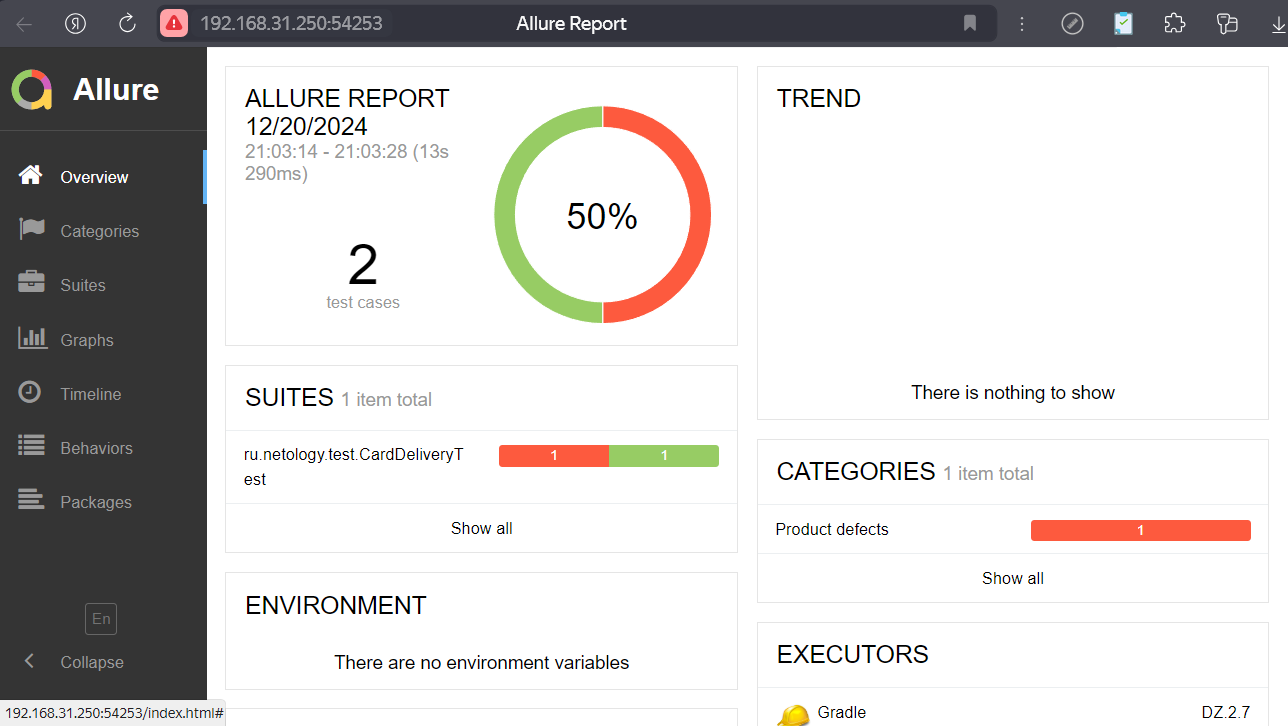 192.168.31.250:54253
Allure Report
Allure
Overview
Categories
Suites
Graphs
Timeline
Behaviors
Packages
En
Collapse
192.168.31.250:54253/index.html#
ALLURE REPORT
12/20/2024
21:03:14 - 21:03:28 (13s
290ms)
2
test cases
50%
SUITES 1 item total
ru.netology.test.CardDeliveryT
est
1 1
Show all
ENVIRONMENT
There are no environment variables
TREND
There is nothing to show
CATEGORIES 1 item total
Product defects 1
Show all
EXECUTORS
Gradle DZ.2.7